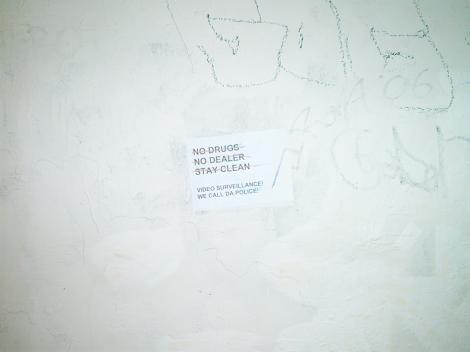 NO DRUGS
NO DEALER
STAY CLEAN
VIDEO SURVEILLANCE!
WE CALL DA POLICE!